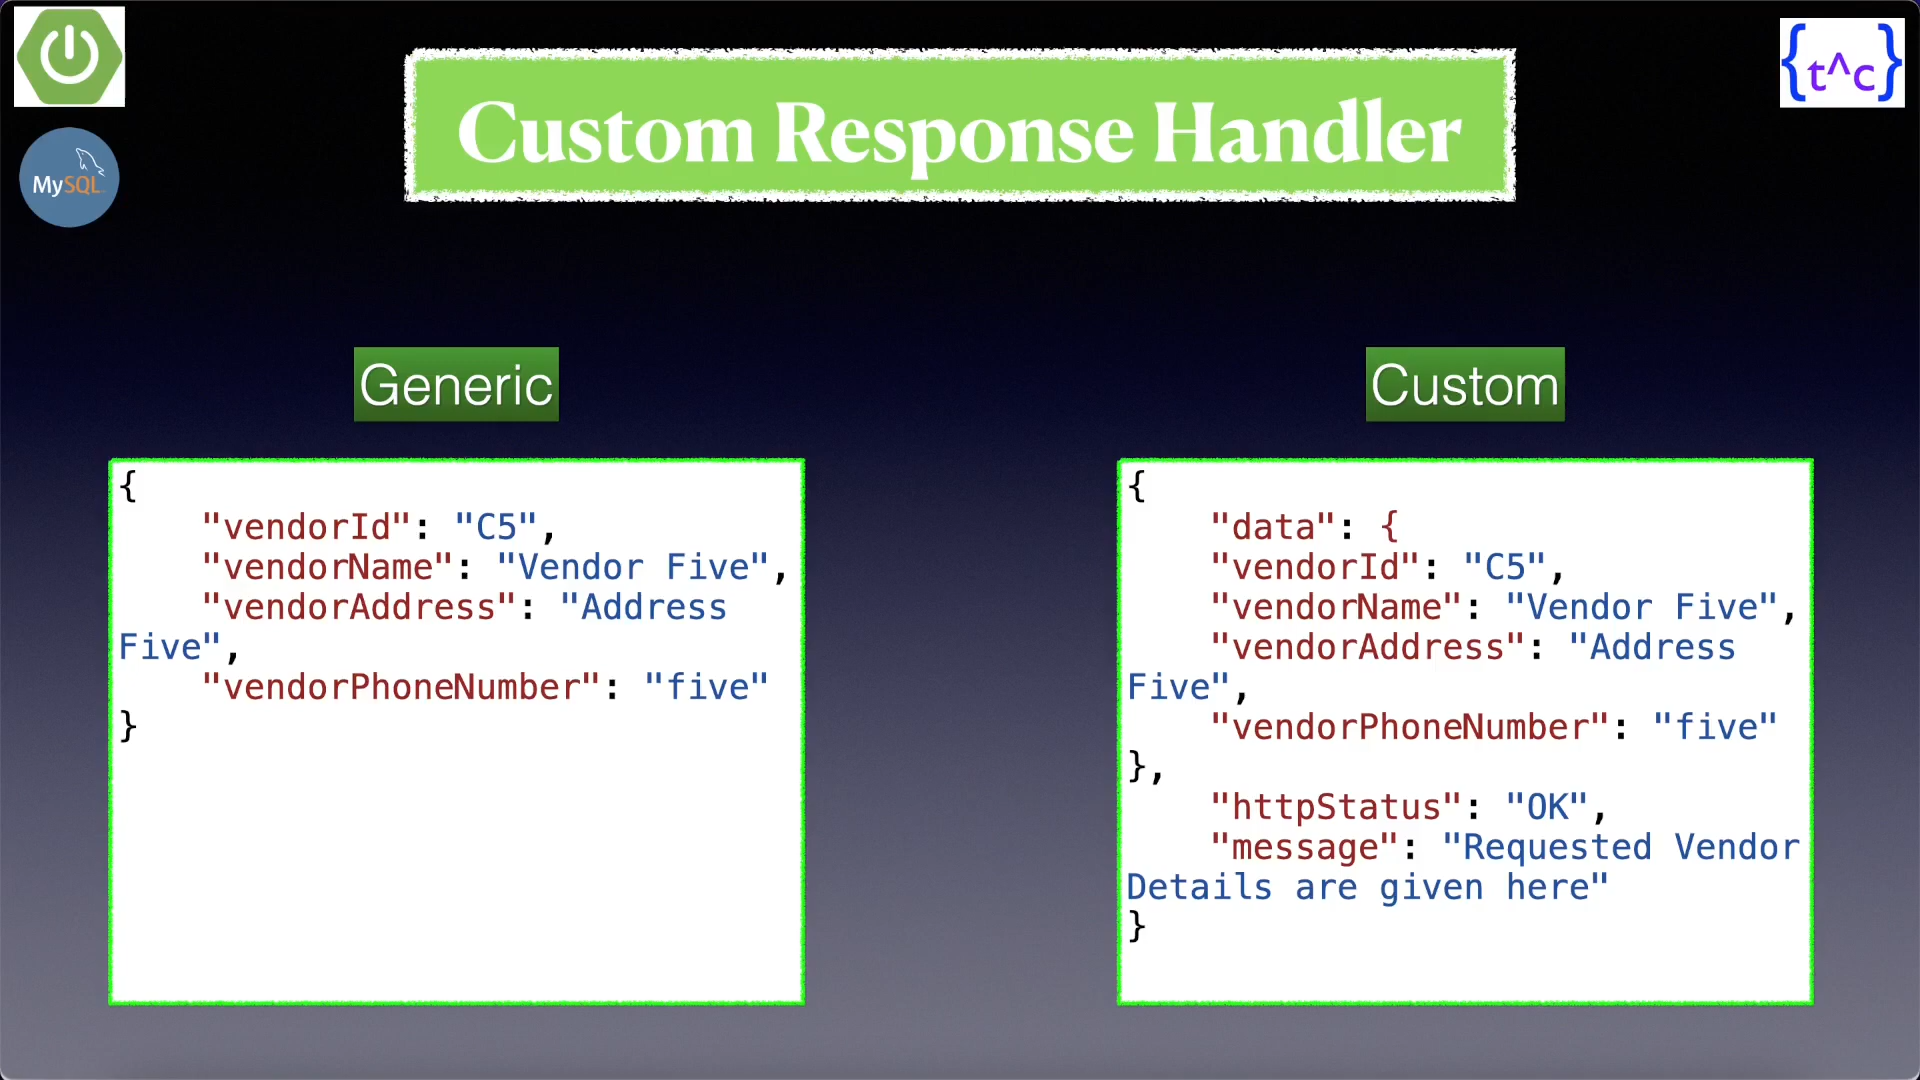 {t^c}
MySQL
Custom Response Handler
Generic
{
    "vendorId": "C5",
    "vendorName": "Vendor Five",
    "vendorAddress": "Address
Five",
    "vendorPhoneNumber": "five"
}
Custom
{
    "data": {
    "vendorId": "C5",
    "vendorName": "Vendor Five",
    "vendorAddress": "Address
Five",
    "vendorPhoneNumber": "five"
},
    "httpStatus": "OK",
    "message": "Requested Vendor
Details are given here"
}